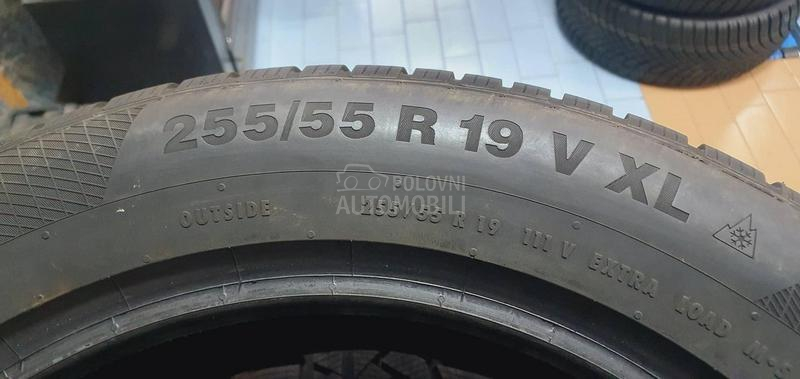 255/55 R 19 V XL
POLOVNI
AUTOMOBILI
OUTSIDE 255/55 R 19 111 V EXTRA LOAD M+S